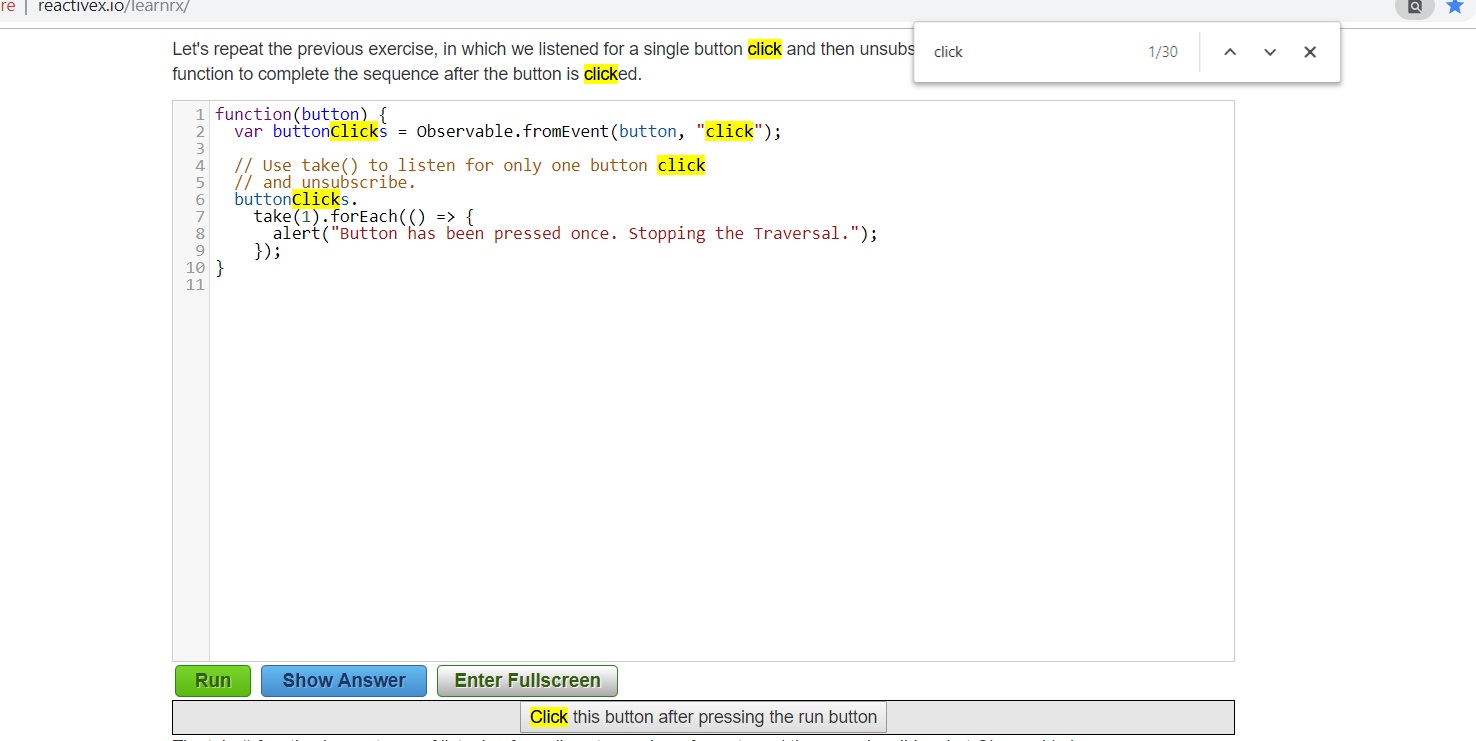 re | reactivex.io/learnrx/
click 1/30
Let's repeat the previous exercise, in which we listened for a single button click and then unsubs
function to complete the sequence after the button is clicked.
1 function(button) {
2   var buttonClicks = Observable.fromEvent(button, "click");
3
4   // Use take() to listen for only one button click
5   // and unsubscribe.
6   buttonClicks.
7     take(1).forEach(() => {
8       alert("Button has been pressed once. Stopping the Traversal.");
9     });
10 }
11
Run Show Answer Enter Fullscreen
Click this button after pressing the run button